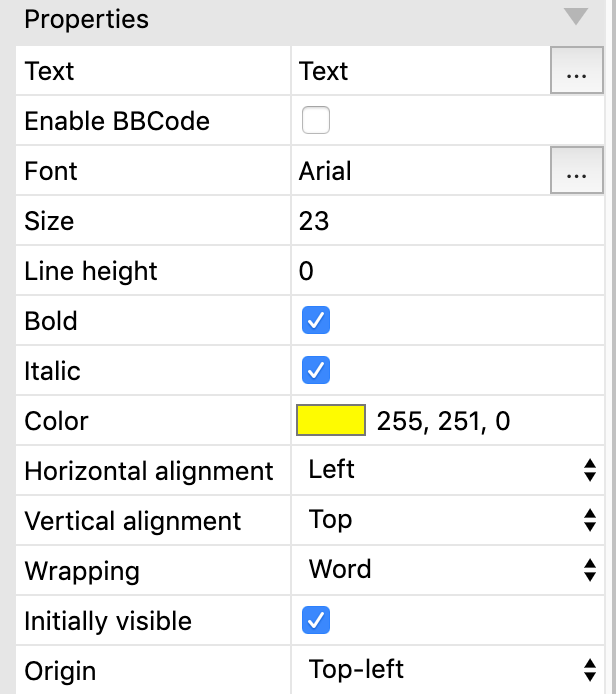 Properties
Text Text ...
Enable BBCode
Font Arial ...
Size 23
Line height 0
Bold
Italic
Color 255, 251, 0
Horizontal alignment Left
Vertical alignment Top
Wrapping Word
Initially visible
Origin Top-left